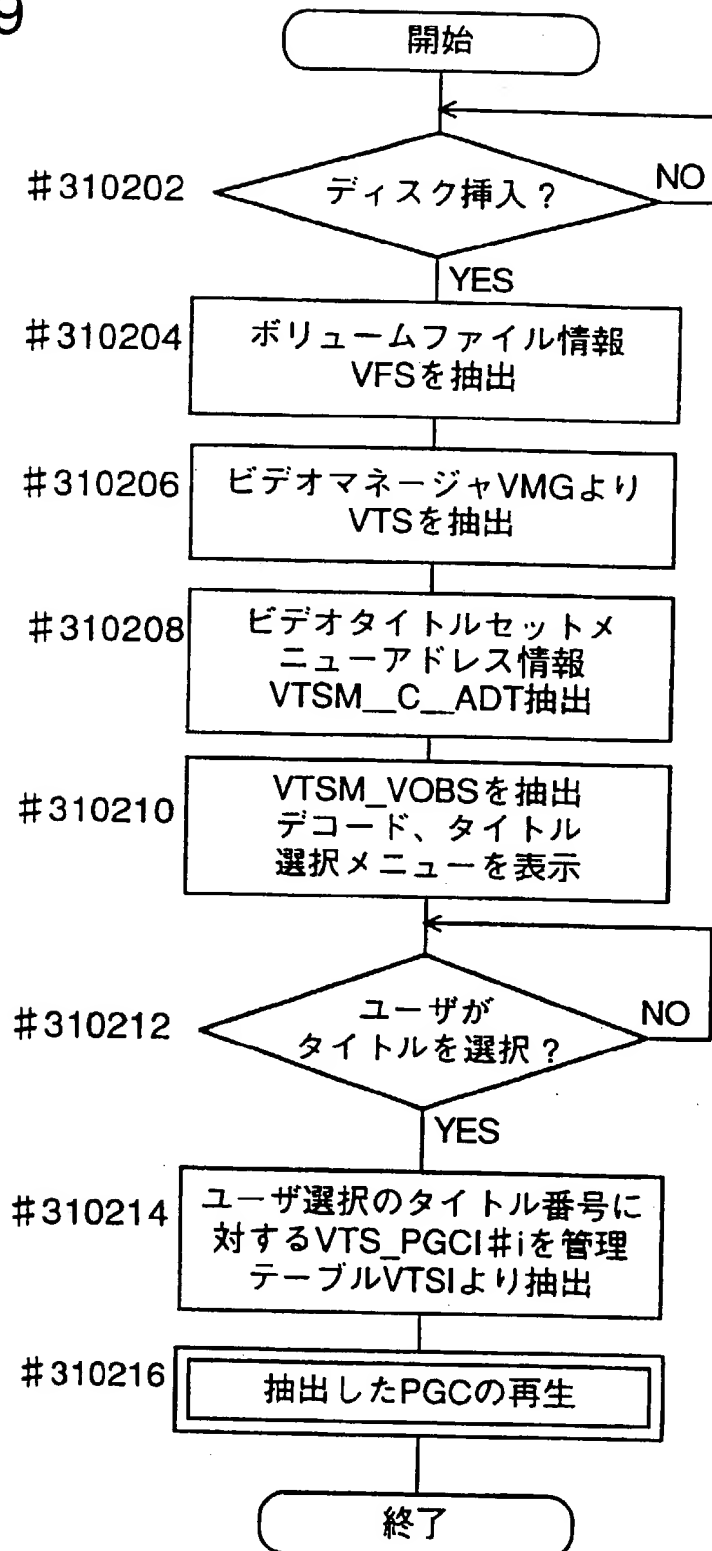 9
開始
#310202
ディスク挿入?
NO
YES
#310204
ボリュームファイル情報
VFSを抽出
#310206
ビデオマネージャVMGより
VTSを抽出
#310208
ビデオタイトルセットメ
ニューアドレス情報
VTSM__C__ADT抽出
#310210
VTSM_VOBSを抽出
デコード、タイトル
選択メニューを表示
#310212
ユーザが
タイトルを選択?
NO
YES
#310214
ユーザ選択のタイトル番号に
対するVTS_PGCI#iを管理
テーブルVTSIより抽出
#310216
抽出したPGCの再生
終了